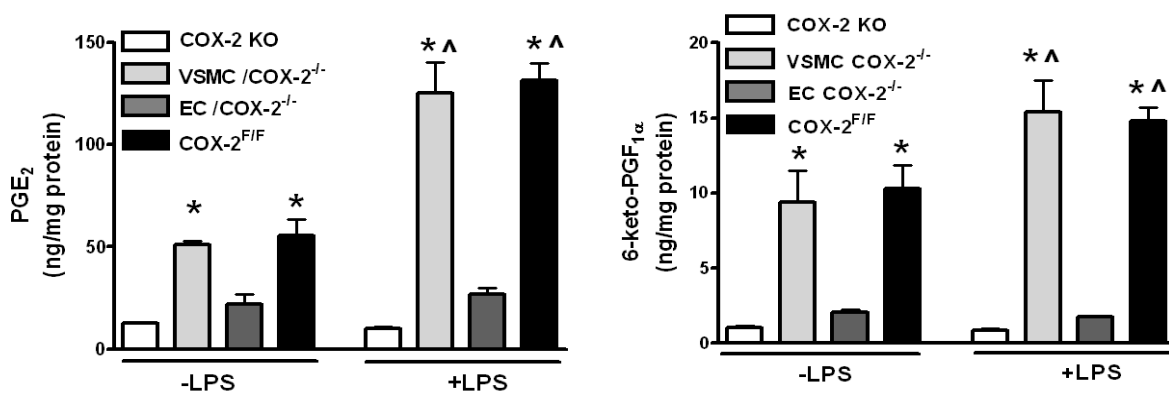 COX-2 KO
VSMC /COX-2-/-
EC /COX-2-/-
COX-2F/F
PGE2
(ng/mg protein)
150
100
50
0
* * * ^ * ^
-LPS +LPS
COX-2 KO
VSMC COX-2-/-
EC COX-2-/-
COX-2F/F
6-keto-PGF1α
(ng/mg protein)
20
15
10
5
0
* * * ^ * ^
-LPS +LPS